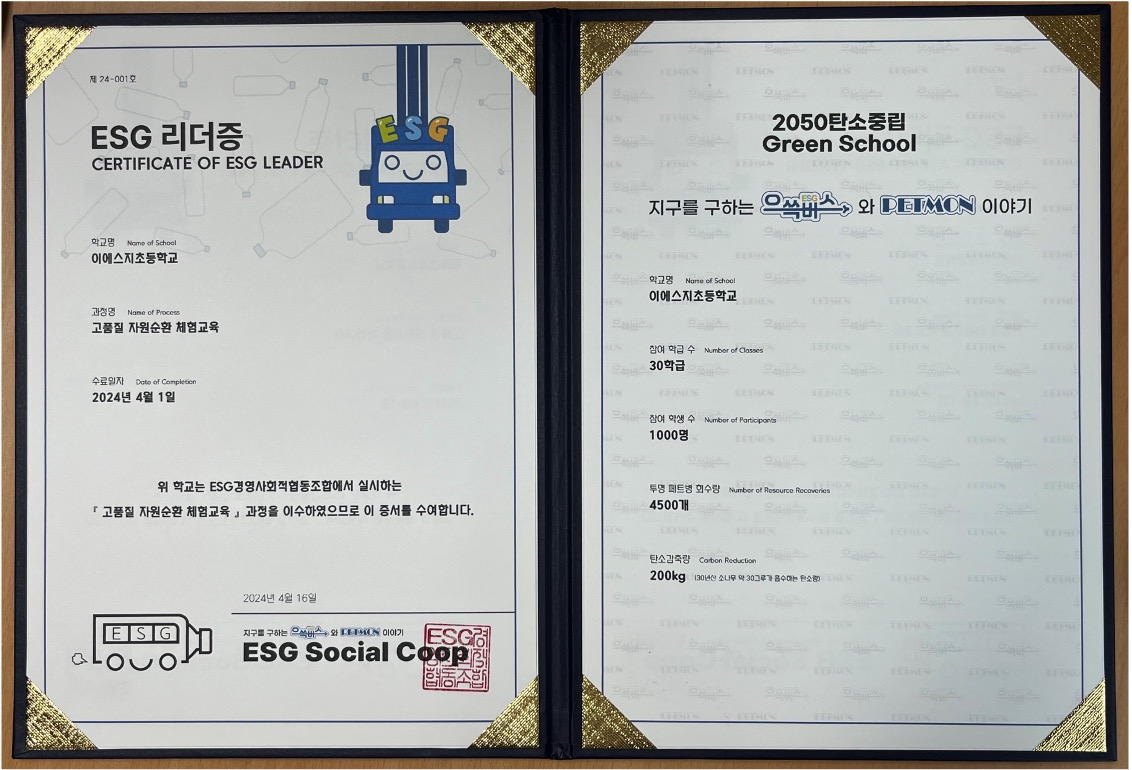 제 24-001호
ESG
ESG 리더증
CERTIFICATE OF ESG LEADER
학교명 Name of School
이에스지초등학교
과정명 Name of Process
고품질 자원순환 체험교육
수료일자 Date of Completion
2024년 4월 1일
위 학교는 ESG경영사회적협동조합에서 실시하는
『 고품질 자원순환 체험교육 』 과정을 이수하였으므로 이 증서를 수여합니다.
2024년 4월 16일
ESG
지구를 구하는 으쓱버스 와 PETMON 이야기
ESG Social Coop
ESG경영사회적협동조합
2050탄소중립
Green School
지구를 구하는 ESG 으쓱버스 와 PETMON 이야기
학교명 Name of School
이에스지초등학교
참여 학급 수 Number of Classes
30학급
참여 학생 수 Number of Participants
1000명
투명 페트병 회수량 Number of Resource Recoveries
4500개
탄소감축량 Carbon Reduction
200kg (30년산 소나무 약 30그루가 흡수하는 탄소량)